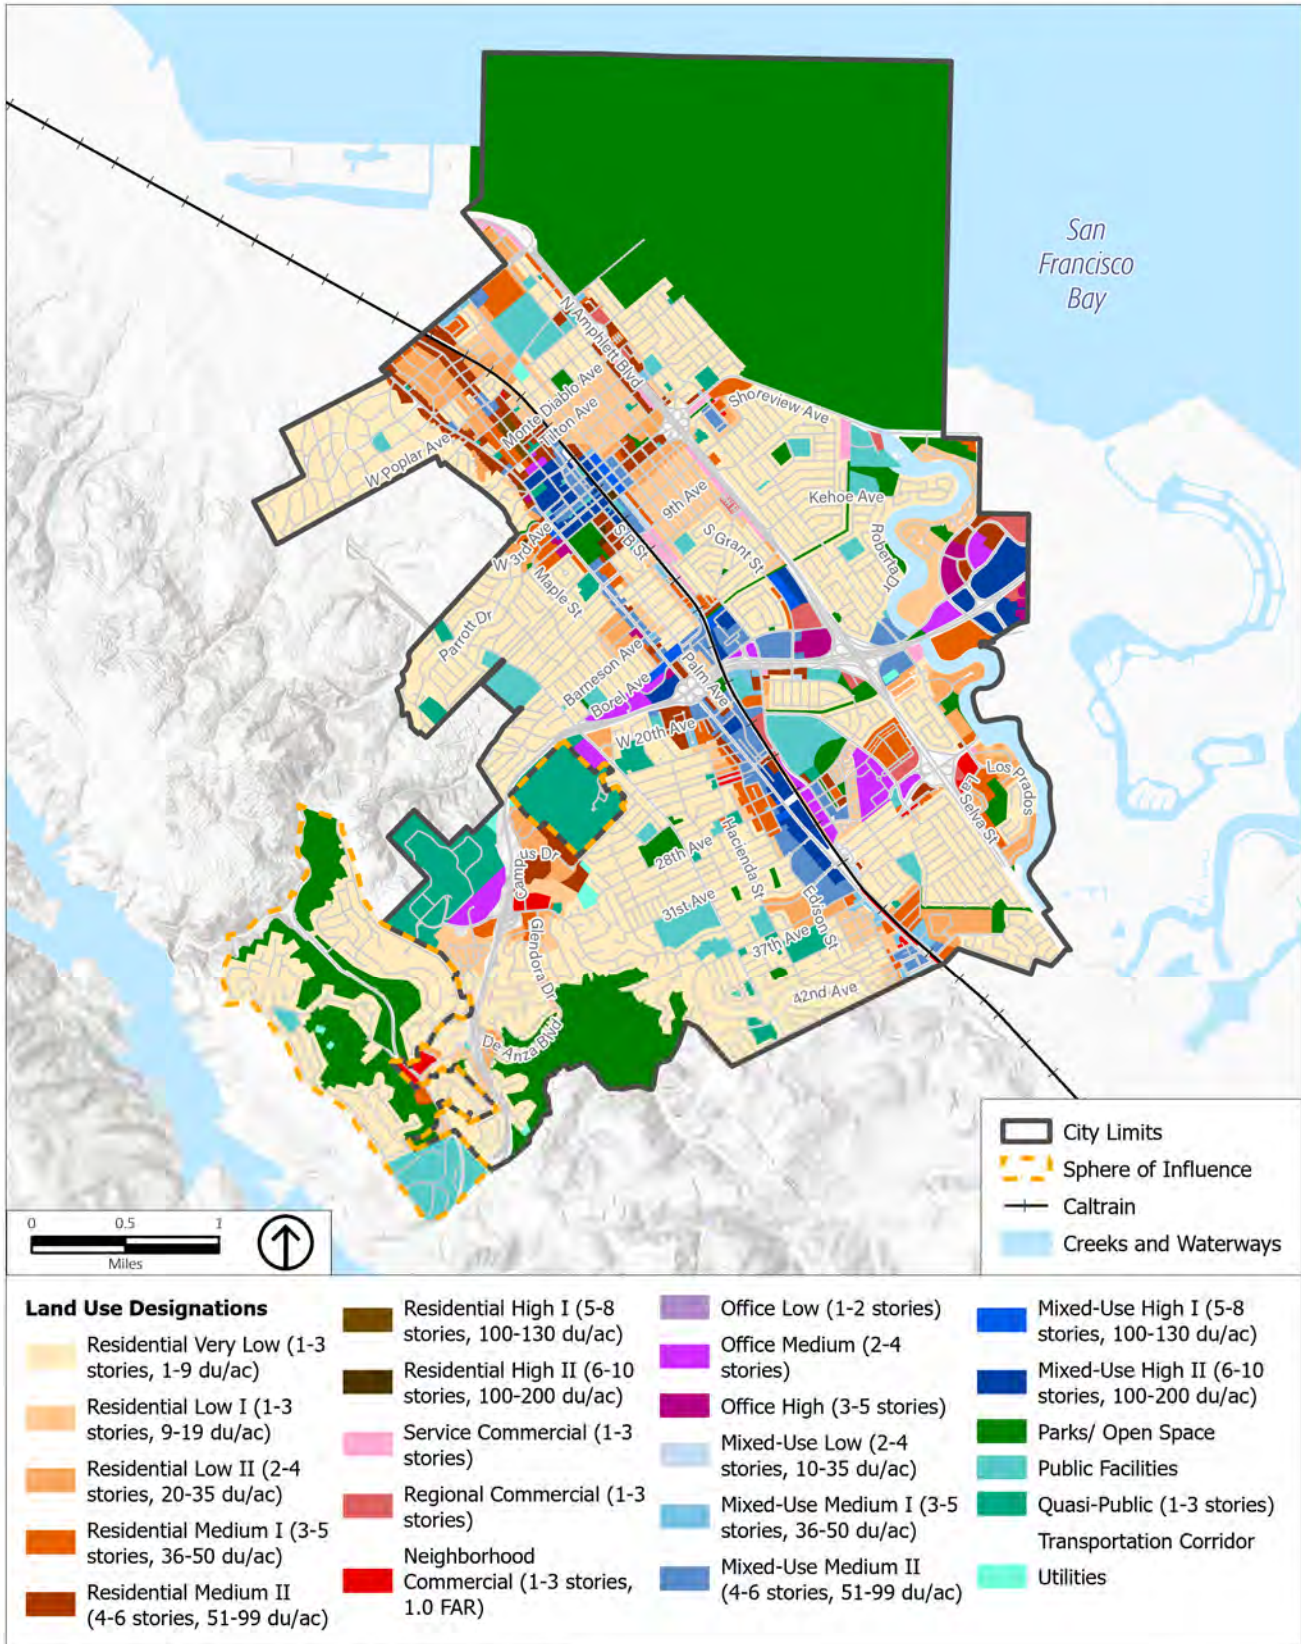 San
Francisco
Bay
N Amphlett Blvd
Monte Diablo Ave
Tilton Ave
Shoreview Ave
W Poplar Ave
9th Ave
Kehoe Ave
W 3rd Ave
S B St
S Grant St
Roberta Dr
Maple St
Parrott Dr
Barneson Ave
Palm Ave
Borel Ave
W 20th Ave
Los Prados
La Selva St
Hacienda St
28th Ave
Campus Dr
31st Ave
Edison St
Glendora Dr
37th Ave
42nd Ave
De Anza Blvd
City Limits
Sphere of Influence
Caltrain
Creeks and Waterways
0 0.5 1
Miles
Land Use Designations
Residential Very Low (1-3
stories, 1-9 du/ac)
Residential Low I (1-3
stories, 9-19 du/ac)
Residential Low II (2-4
stories, 20-35 du/ac)
Residential Medium I (3-5
stories, 36-50 du/ac)
Residential Medium II
(4-6 stories, 51-99 du/ac)
Residential High I (5-8
stories, 100-130 du/ac)
Residential High II (6-10
stories, 100-200 du/ac)
Service Commercial (1-3
stories)
Regional Commercial (1-3
stories)
Neighborhood
Commercial (1-3 stories,
1.0 FAR)
Office Low (1-2 stories)
Office Medium (2-4
stories)
Office High (3-5 stories)
Mixed-Use Low (2-4
stories, 10-35 du/ac)
Mixed-Use Medium I (3-5
stories, 36-50 du/ac)
Mixed-Use Medium II
(4-6 stories, 51-99 du/ac)
Mixed-Use High I (5-8
stories, 100-130 du/ac)
Mixed-Use High II (6-10
stories, 100-200 du/ac)
Parks/ Open Space
Public Facilities
Quasi-Public (1-3 stories)
Transportation Corridor
Utilities